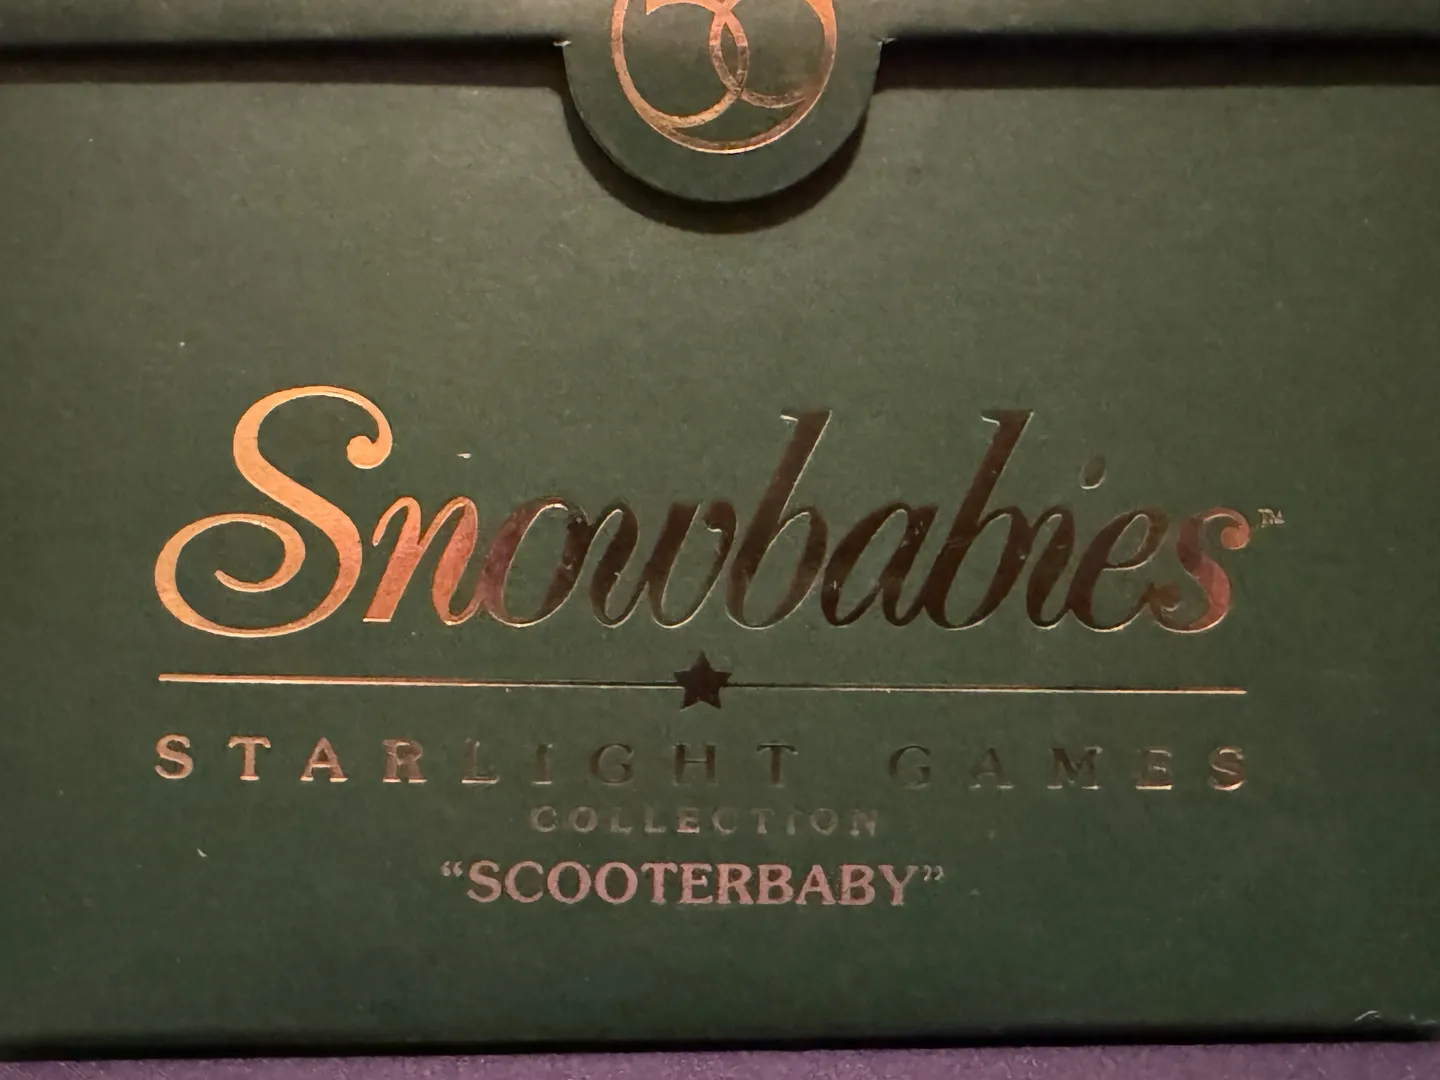 Snowbabies™
STARLIGHT GAMES
COLLECTION
“SCOOTERBABY”